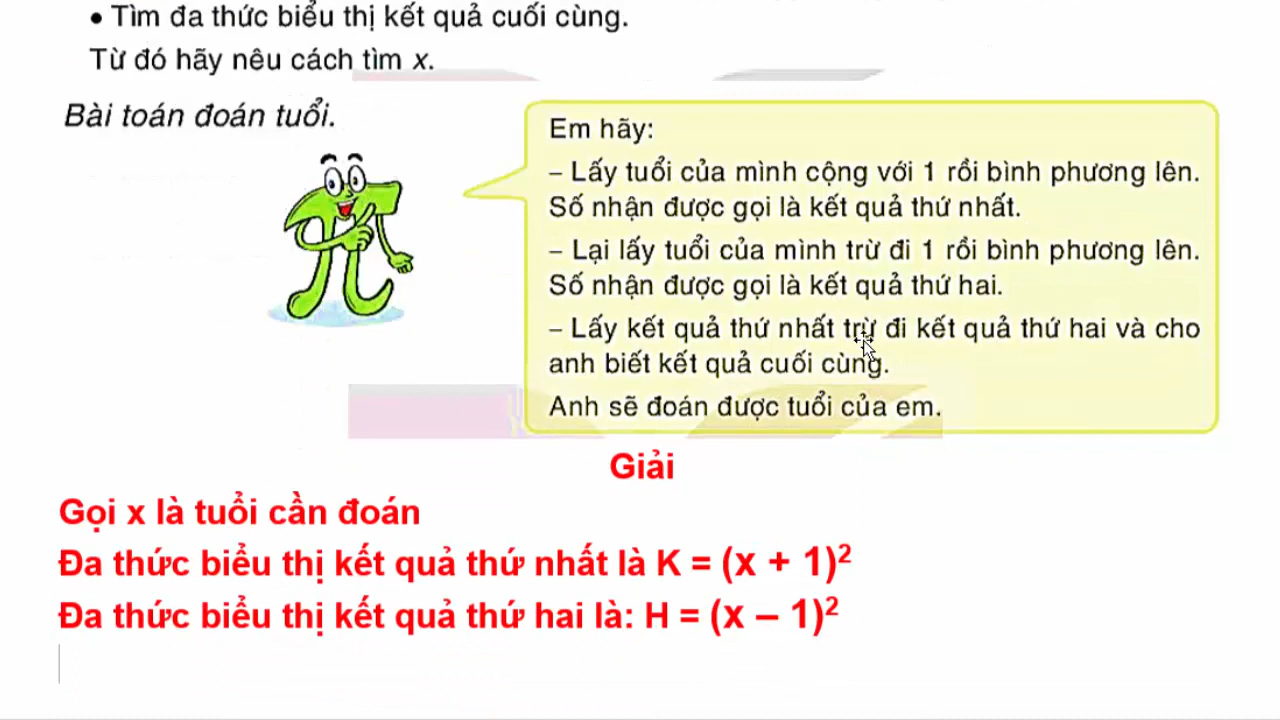 • Tìm đa thức biểu thị kết quả cuối cùng.
Từ đó hãy nêu cách tìm x.
Bài toán đoán tuổi.
Em hãy:
– Lấy tuổi của mình cộng với 1 rồi bình phương lên.
Số nhận được gọi là kết quả thứ nhất.
– Lại lấy tuổi của mình trừ đi 1 rồi bình phương lên.
Số nhận được gọi là kết quả thứ hai.
– Lấy kết quả thứ nhất trừ đi kết quả thứ hai và cho
anh biết kết quả cuối cùng.
Anh sẽ đoán được tuổi của em.
Giải
Gọi x là tuổi cần đoán
Đa thức biểu thị kết quả thứ nhất là K = (x + 1)²
Đa thức biểu thị kết quả thứ hai là: H = (x – 1)²